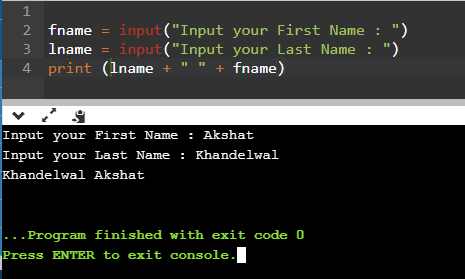 1
2 fname = input("Input your First Name : ")
3 lname = input("Input your Last Name : ")
4 print (lname + " " + fname)
Input your First Name : Akshat
Input your Last Name : Khandelwal
Khandelwal Akshat
...Program finished with exit code 0
Press ENTER to exit console.